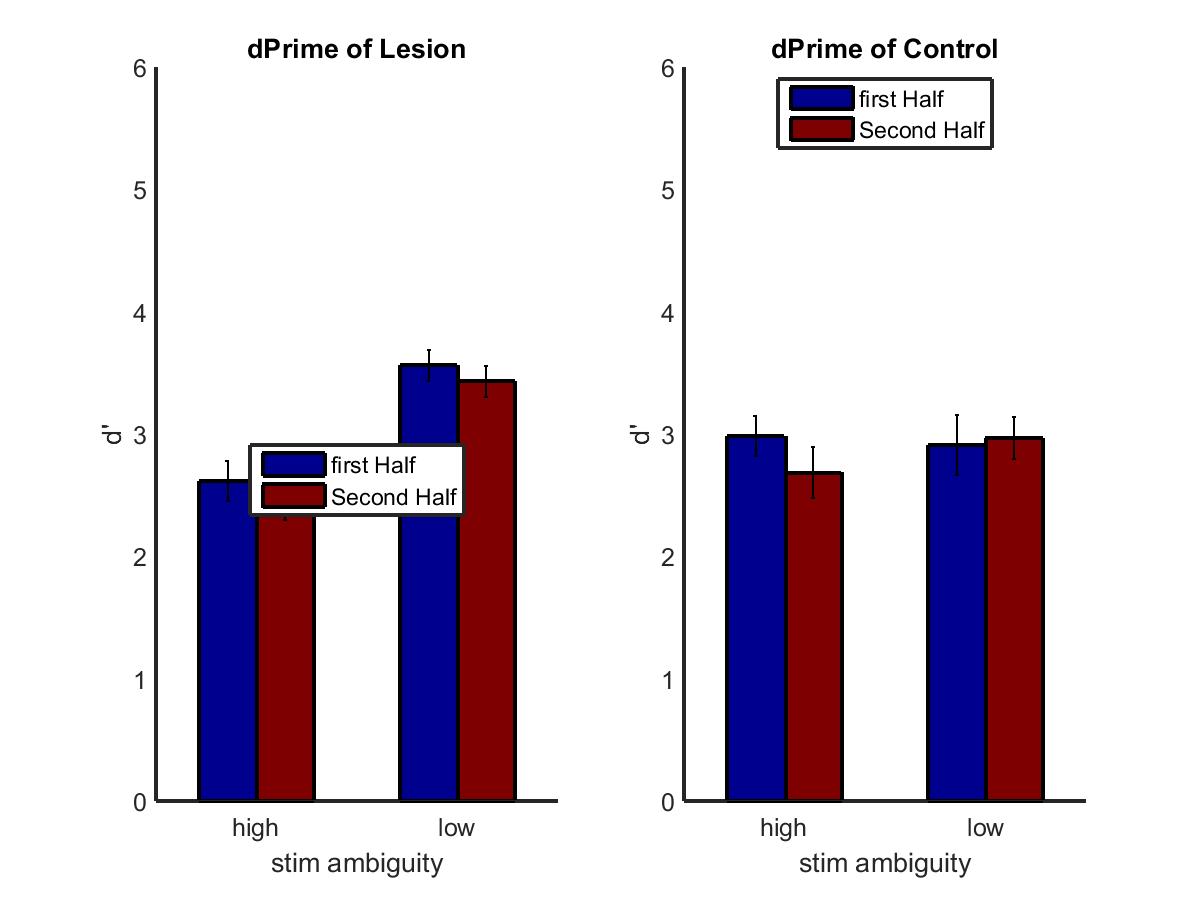 dPrime of Lesion
6
5
4
3
2
1
0
d'
first Half
Second Half
high low
stim ambiguity
dPrime of Control
6
5
4
3
2
1
0
d'
first Half
Second Half
high low
stim ambiguity